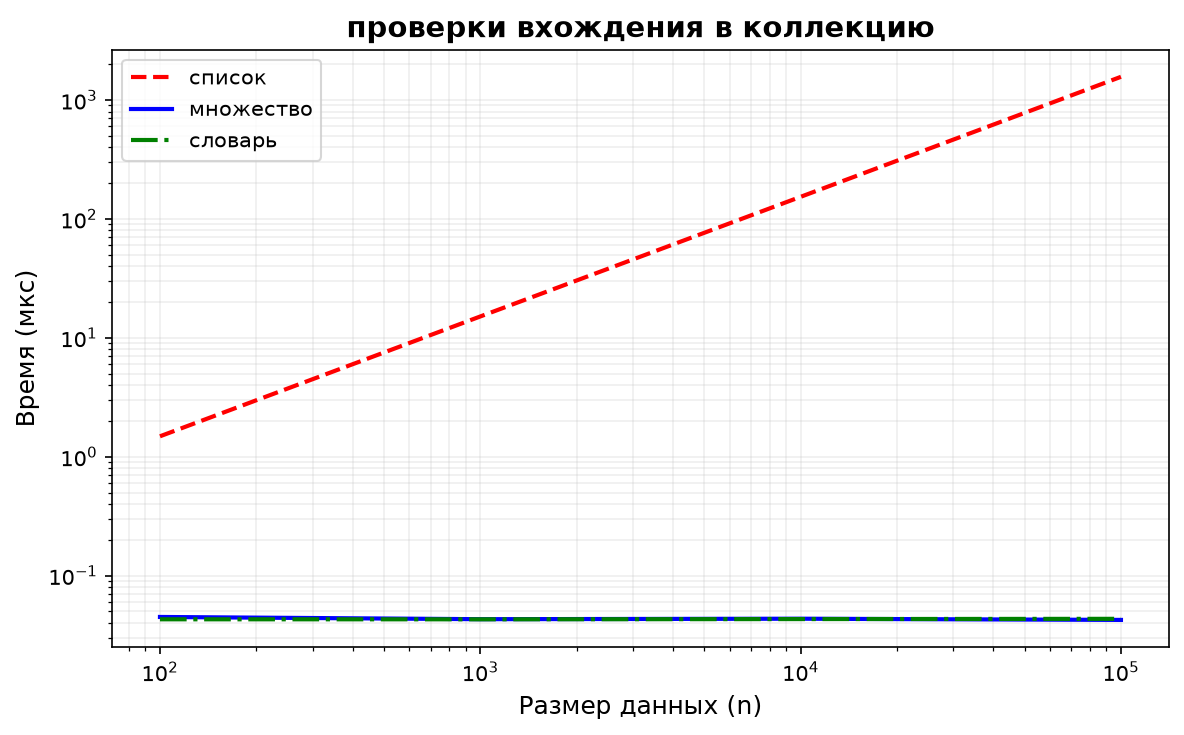 проверки вхождения в коллекцию
список
множество
словарь
Время (мкс)
10³
10²
10¹
10⁰
10⁻¹
10² 10³ 10⁴ 10⁵
Размер данных (n)